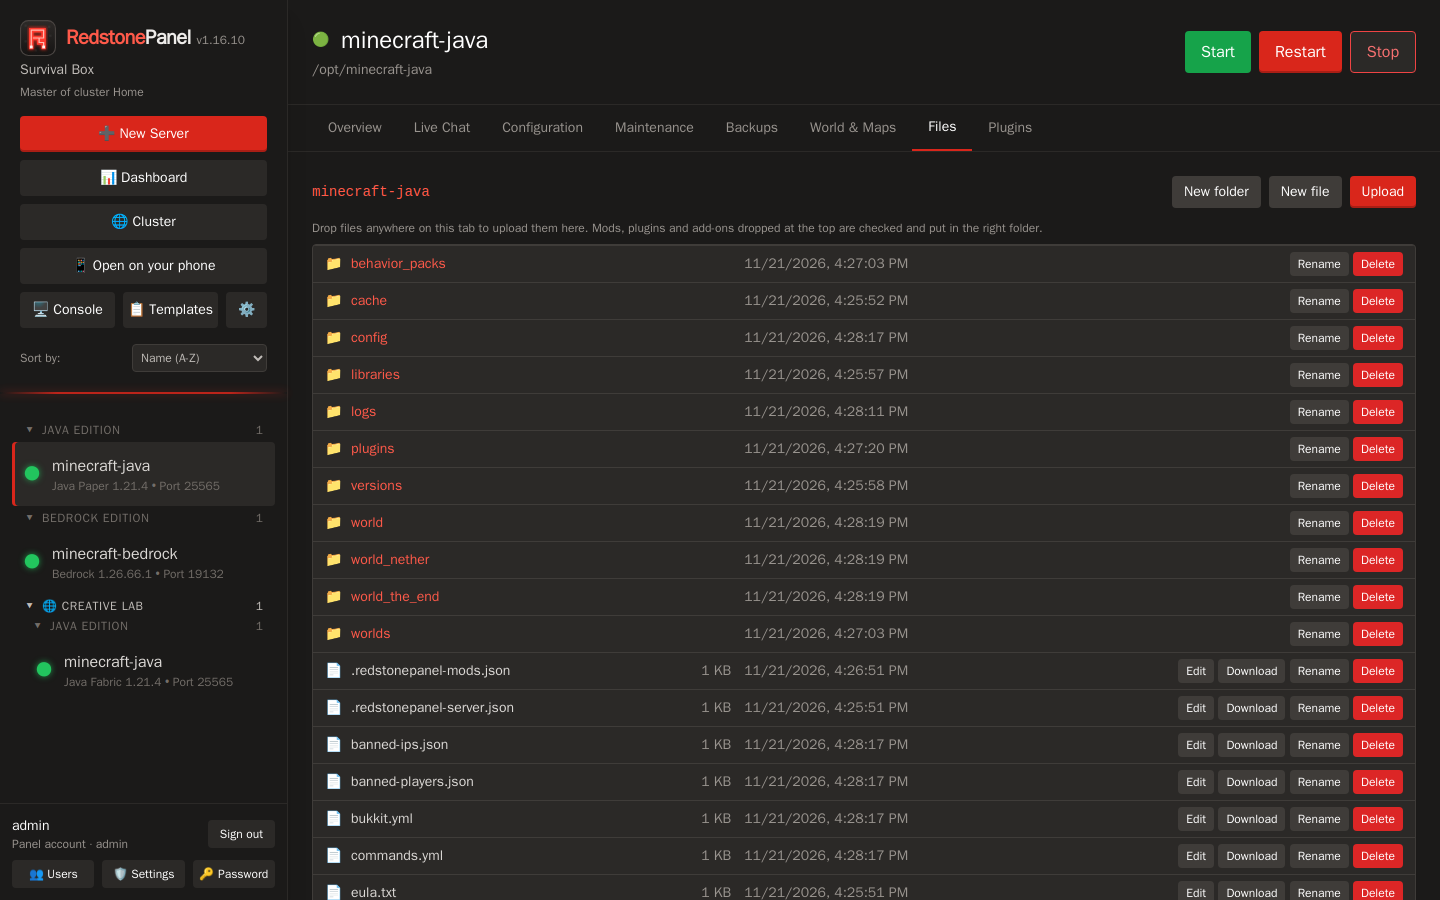 RedstonePanel v1.16.10
Survival Box
Master of cluster Home
➕ New Server
📊 Dashboard
🌐 Cluster
📱 Open on your phone
🖥️ Console 📋 Templates ⚙️
Sort by: Name (A-Z)
▼ JAVA EDITION 1
minecraft-java
Java Paper 1.21.4 • Port 25565
▼ BEDROCK EDITION 1
minecraft-bedrock
Bedrock 1.26.66.1 • Port 19132
▼ 🌐 CREATIVE LAB 1
▼ JAVA EDITION 1
minecraft-java
Java Fabric 1.21.4 • Port 25565
admin
Panel account · admin
Sign out
👥 Users 🛡️ Settings 🔑 Password
minecraft-java
/opt/minecraft-java
Start Restart Stop
Overview Live Chat Configuration Maintenance Backups World & Maps Files Plugins
minecraft-java
New folder New file Upload
Drop files anywhere on this tab to upload them here. Mods, plugins and add-ons dropped at the top are checked and put in the right folder.
📁 behavior_packs 11/21/2026, 4:27:03 PM Rename Delete
📁 cache 11/21/2026, 4:25:52 PM Rename Delete
📁 config 11/21/2026, 4:28:17 PM Rename Delete
📁 libraries 11/21/2026, 4:25:57 PM Rename Delete
📁 logs 11/21/2026, 4:28:11 PM Rename Delete
📁 plugins 11/21/2026, 4:27:20 PM Rename Delete
📁 versions 11/21/2026, 4:25:58 PM Rename Delete
📁 world 11/21/2026, 4:28:19 PM Rename Delete
📁 world_nether 11/21/2026, 4:28:19 PM Rename Delete
📁 world_the_end 11/21/2026, 4:28:19 PM Rename Delete
📁 worlds 11/21/2026, 4:27:03 PM Rename Delete
📄 .redstonepanel-mods.json 1 KB 11/21/2026, 4:26:51 PM Edit Download Rename Delete
📄 .redstonepanel-server.json 1 KB 11/21/2026, 4:25:51 PM Edit Download Rename Delete
📄 banned-ips.json 1 KB 11/21/2026, 4:28:17 PM Edit Download Rename Delete
📄 banned-players.json 1 KB 11/21/2026, 4:28:17 PM Edit Download Rename Delete
📄 bukkit.yml 1 KB 11/21/2026, 4:28:17 PM Edit Download Rename Delete
📄 commands.yml 1 KB 11/21/2026, 4:28:17 PM Edit Download Rename Delete
📄 eula.txt 1 KB 11/21/2026, 4:25:51 PM Edit Download Rename Delete